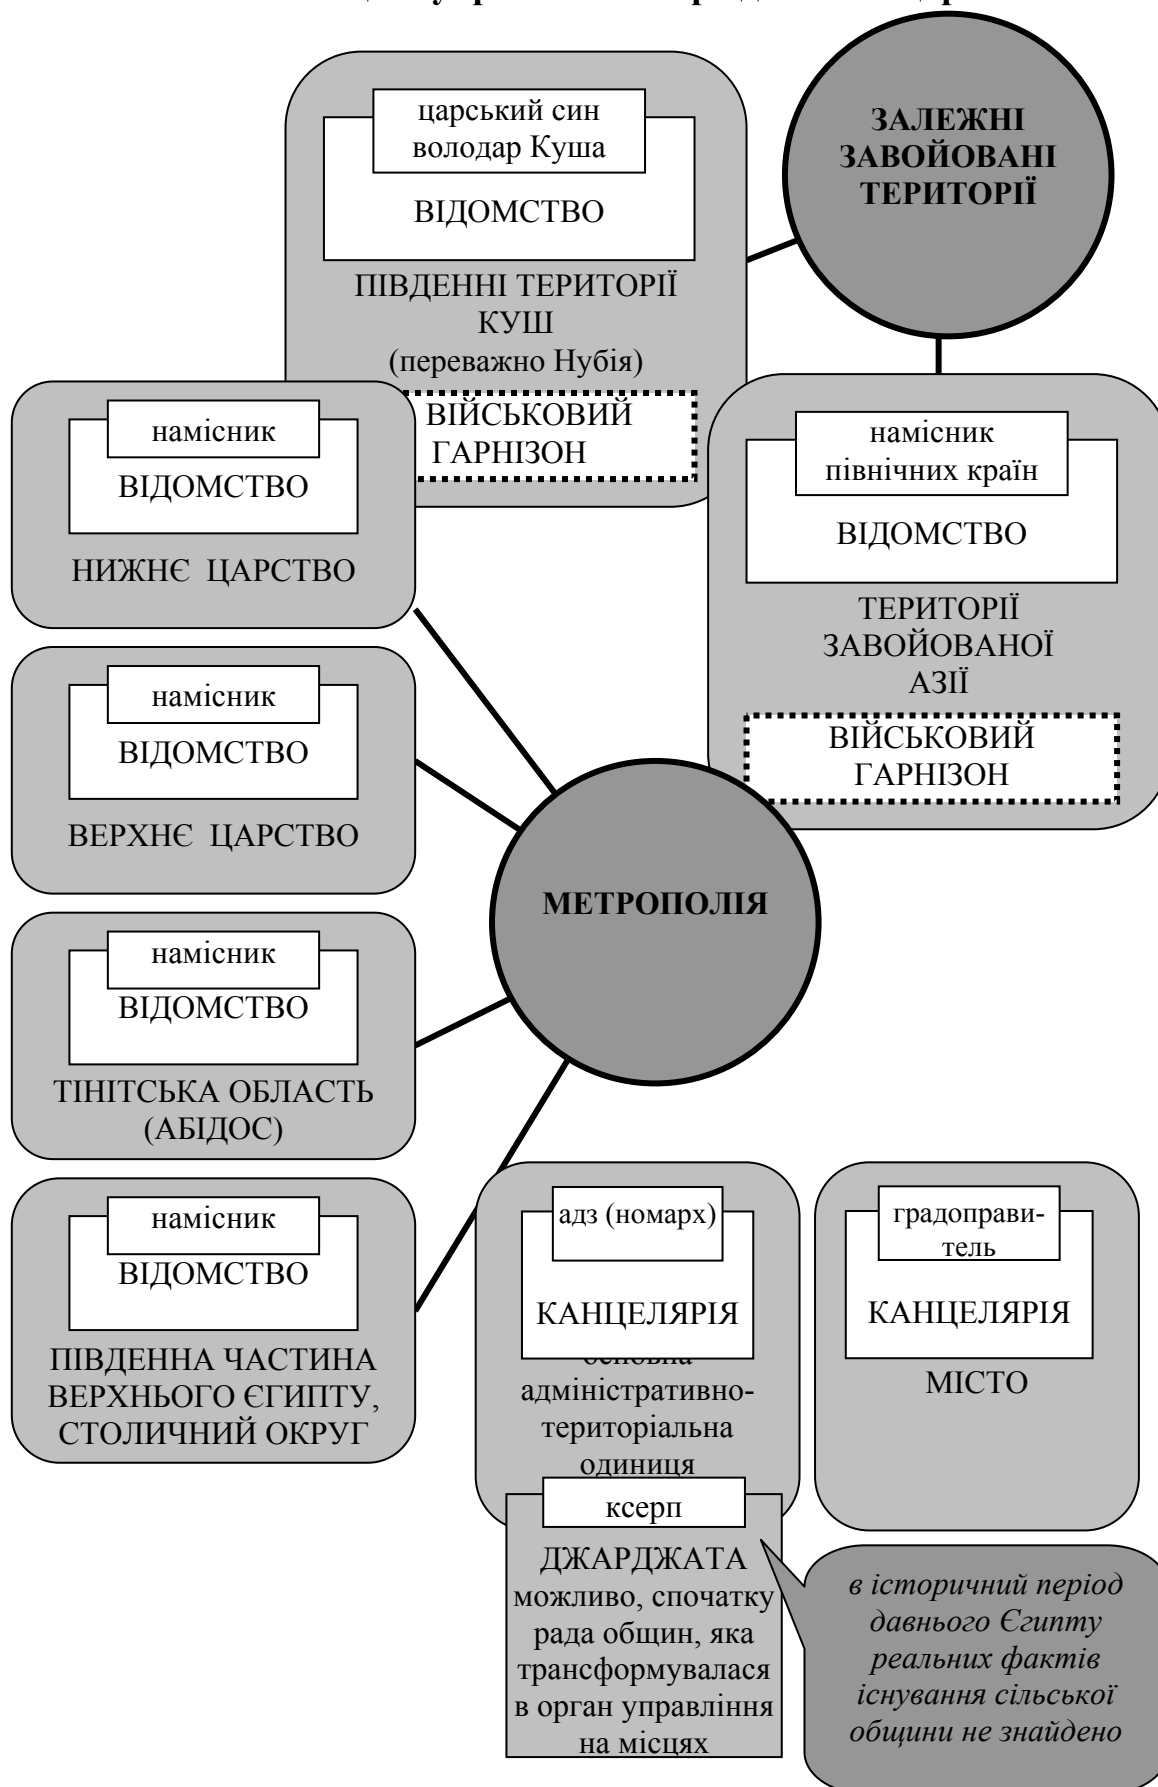 царський син
володар Куша
ВІДОМСТВО
ПІВДЕННІ ТЕРИТОРІЇ
КУШ
(переважно Нубія)
ВІЙСЬКОВИЙ
ГАРНІЗОН
ЗАЛЕЖНІ
ЗАВОЙОВАНІ
ТЕРИТОРІЇ
намісник
ВІДОМСТВО
НИЖНЄ ЦАРСТВО
намісник
північних країн
ВІДОМСТВО
ТЕРИТОРІЇ
ЗАВОЙОВАНОЇ
АЗІЇ
ВІЙСЬКОВИЙ
ГАРНІЗОН
намісник
ВІДОМСТВО
ВЕРХНЄ ЦАРСТВО
МЕТРОПОЛІЯ
намісник
ВІДОМСТВО
ТІНІТСЬКА ОБЛАСТЬ
(АБІДОС)
намісник
ВІДОМСТВО
ПІВДЕННА ЧАСТИНА
ВЕРХНЬОГО ЄГИПТУ,
СТОЛИЧНИЙ ОКРУГ
адз (номарх)
КАНЦЕЛЯРІЯ
основна
адміністративно-
територіальна
одиниця
градоправи-
тель
КАНЦЕЛЯРІЯ
МІСТО
ксерп
ДЖАРДЖАТА
можливо, спочатку
рада общин, яка
трансформувалася
в орган управління
на місцях
в історичний період
давнього Єгипту
реальних фактів
існування сільської
общини не знайдено